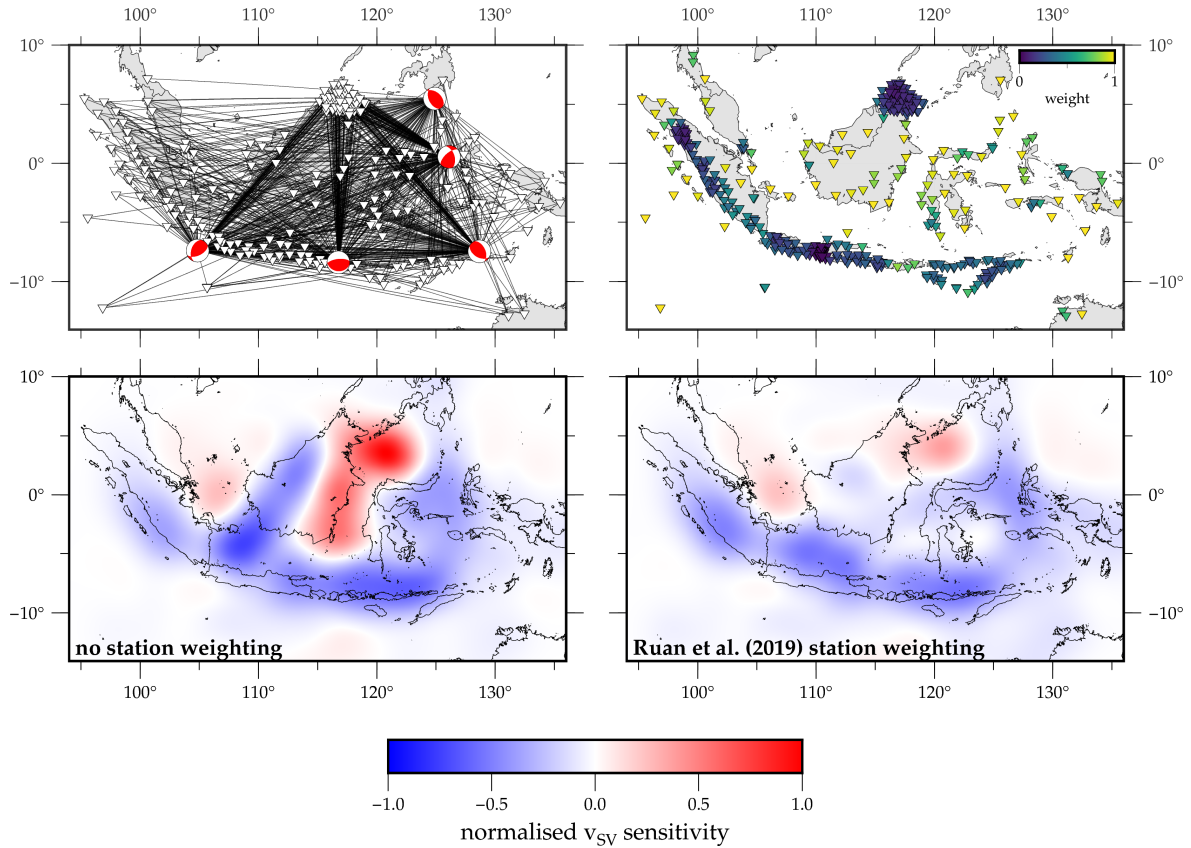 100° 110° 120° 130° 100° 110° 120° 130°
10° 10°
0 1
weight
0° 0°
−10° −10°
10° 10°
0° 0°
−10° −10°
no station weighting Ruan et al. (2019) station weighting
100° 110° 120° 130° 100° 110° 120° 130°
−1.0 −0.5 0.0 0.5 1.0
normalised vSV sensitivity